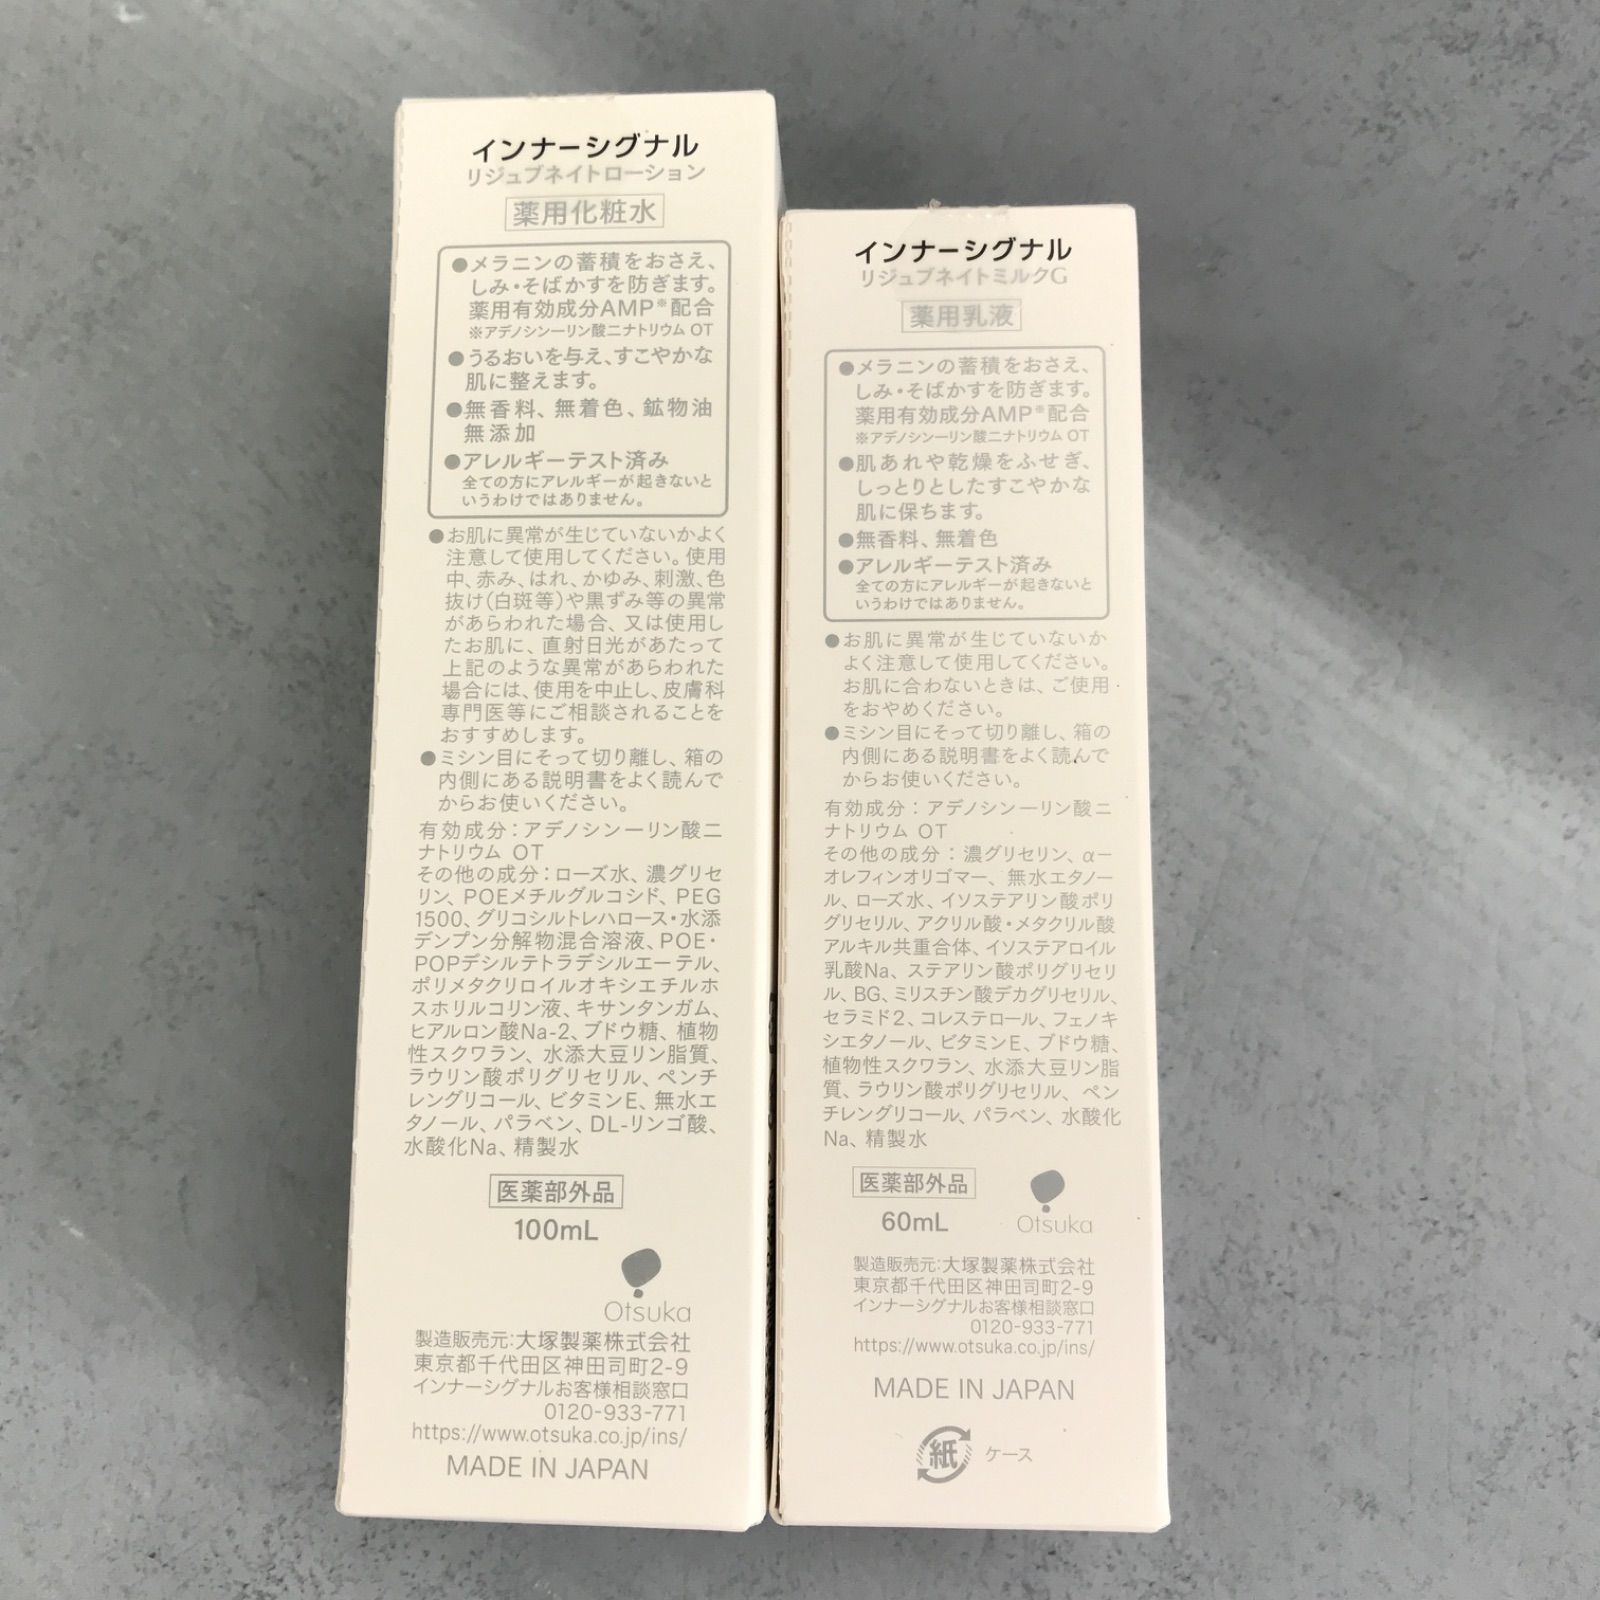 インナーシグナル
リジュブネイトローション
薬用化粧水
●メラニンの蓄積をおさえ、
しみ・そばかすを防ぎます。
薬用有効成分AMP※配合
※アデノシン一リン酸二ナトリウム OT
●うるおいを与え、すこやかな
肌に整えます。
●無香料、無着色、鉱物油
無添加
●アレルギーテスト済み
全ての方にアレルギーが起きないと
いうわけではありません。
●お肌に異常が生じていないかよく
注意して使用してください。使用
中、赤み、はれ、かゆみ、刺激、色
抜け(白斑等)や黒ずみ等の異常
があらわれた場合、又は使用し
たお肌に、直射日光があたって
上記のような異常があらわれた
場合には、使用を中止し、皮膚科
専門医等にご相談されることを
おすすめします。
●ミシン目にそって切り離し、箱の
内側にある説明書をよく読んで
からお使いください。
有効成分：アデノシン一リン酸二
ナトリウム OT
その他の成分：ローズ水、濃グリセ
リン、POEメチルグルコシド、PEG
1500、グリコシルトレハロース・水添
デンプン分解物混合溶液、POE・
POPデシルテトラデシルエーテル、
ポリメタクリロイルオキシエチルホ
スホリルコリン液、キサンタンガム、
ヒアルロン酸Na-2、ブドウ糖、植物
性スクワラン、水添大豆リン脂質、
ラウリン酸ポリグリセリル、ペンチ
レングリコール、ビタミンE、無水エ
タノール、パラベン、DL-リンゴ酸、
水酸化Na、精製水
医薬部外品
100mL
Otsuka
製造販売元：大塚製薬株式会社
東京都千代田区神田司町2-9
インナーシグナルお客様相談窓口
0120-933-771
https://www.otsuka.co.jp/ins/
MADE IN JAPAN
インナーシグナル
リジュブネイトミルクG
薬用乳液
●メラニンの蓄積をおさえ、
しみ・そばかすを防ぎます。
薬用有効成分AMP※配合
※アデノシン一リン酸二ナトリウム OT
●肌あれや乾燥をふせぎ、
しっとりとしたすこやかな
肌に保ちます。
●無香料、無着色
●アレルギーテスト済み
全ての方にアレルギーが起きないと
いうわけではありません。
●お肌に異常が生じていないか
よく注意して使用してください。
お肌に合わないときは、ご使用
をおやめください。
●ミシン目にそって切り離し、箱の
内側にある説明書をよく読んで
からお使いください。
有効成分：アデノシン一リン酸二
ナトリウム OT
その他の成分：濃グリセリン、α－
オレフィンオリゴマー、無水エタノー
ル、ローズ水、イソステアリン酸ポリ
グリセリル、アクリル酸・メタクリル酸
アルキル共重合体、イソステアロイル
乳酸Na、ステアリン酸ポリグリセリ
ル、BG、ミリスチン酸デカグリセリル、
セラミド2、コレステロール、フェノキ
シエタノール、ビタミンE、ブドウ糖、
植物性スクワラン、水添大豆リン脂
質、ラウリン酸ポリグリセリル、ペン
チレングリコール、パラベン、水酸化
Na、精製水
医薬部外品
60mL
Otsuka
製造販売元：大塚製薬株式会社
東京都千代田区神田司町2-9
インナーシグナルお客様相談窓口
0120-933-771
https://www.otsuka.co.jp/ins/
MADE IN JAPAN
紙 ケース